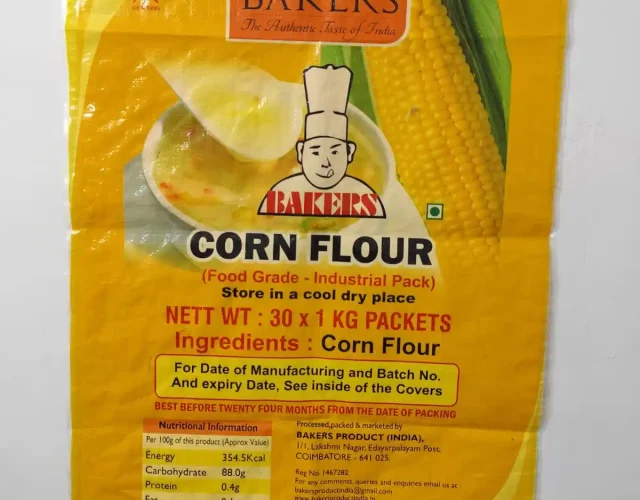 BAKERS
The Authentic Taste of India
BAKERS
CORN FLOUR
(Food Grade - Industrial Pack)
Store in a cool dry place
NETT WT : 30 x 1 KG PACKETS
Ingredients : Corn Flour
For Date of Manufacturing and Batch No.
And expiry Date, See inside of the Covers
BEST BEFORE TWENTY FOUR MONTHS FROM THE DATE OF PACKING
Nutritional Information
Per 100g of this product (Approx Value)
Energy 354.5Kcal
Carbohydrate 88.0g
Protein 0.4g
Processed,packed & marketed by
BAKERS PRODUCT (INDIA),
1/1, Lakshmi Nagar, Edayarpalayam Post,
COIMBATORE - 641 025.
Reg No. 1467282
For any comments, queries and enquiries email us at :
bakersproductindia@gmail.com